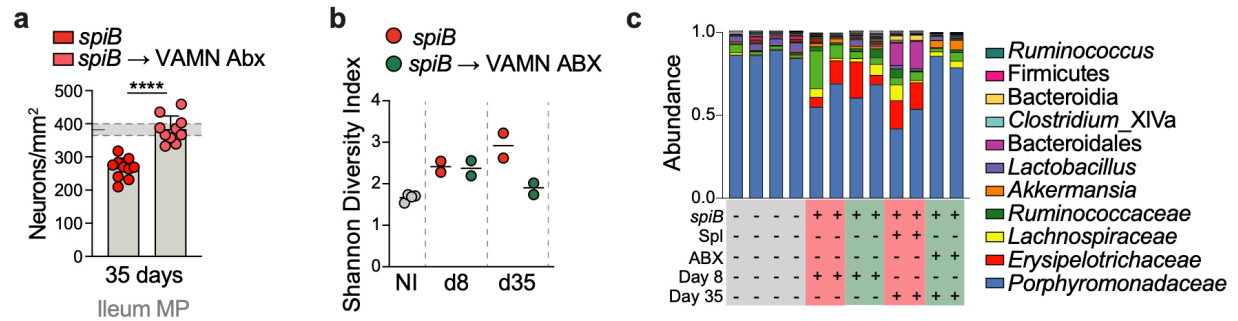 a
spiB
spiB → VAMN Abx
Neurons/mm²
500
400
300
200
100
0
****
35 days
Ileum MP
b
spiB
spiB → VAMN ABX
Shannon Diversity Index
4
3
2
1
0
NI d8 d35
c
Abundance
1.0
0.5
0.0
spiB - - - - + + + + + + + +
Spl - - - - - - - - + + - -
ABX - - - - - - - - - - + +
Day 8 - - - - + + + + - - - -
Day 35 - - - - - - - - + + + +
Ruminococcus
Firmicutes
Bacteroidia
Clostridium_XIVa
Bacteroidales
Lactobacillus
Akkermansia
Ruminococcaceae
Lachnospiraceae
Erysipelotrichaceae
Porphyromonadaceae